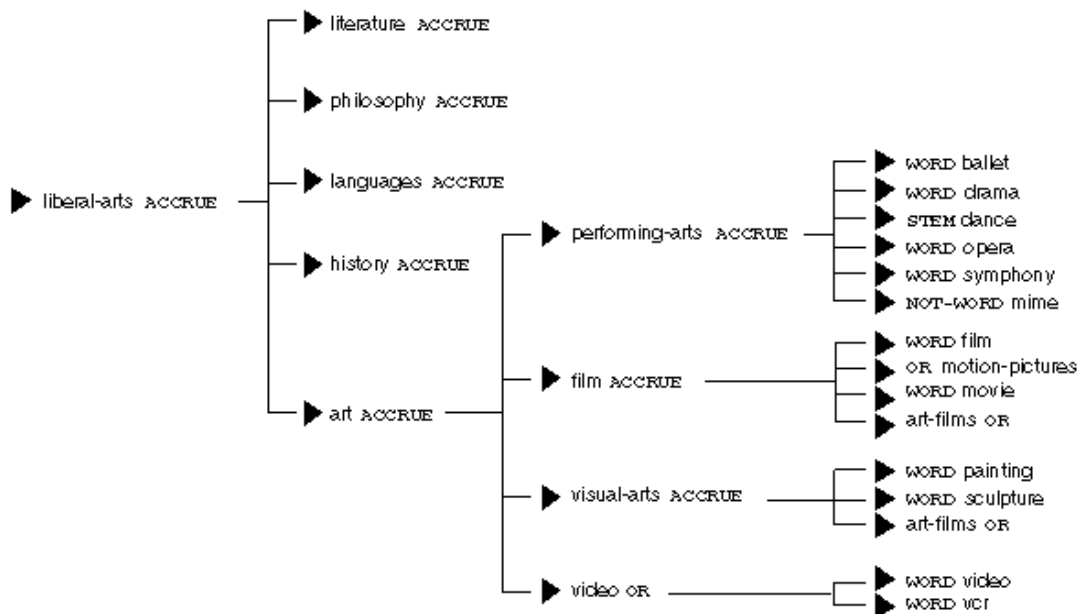 literature ACCRUE
philosophy ACCRUE
WORD ballet
languages ACCRUE
WORD drama
liberal-arts ACCRUE
STEM dance
performing-arts ACCRUE
WORD opera
history ACCRUE
WORD symphony
NOT-WORD mime
WORD film
OR motion-pictures
film ACCRUE
WORD movie
art ACCRUE
art-films OR
WORD painting
visual-arts ACCRUE
WORD sculpture
art-films OR
WORD video
video OR
WORD vcr